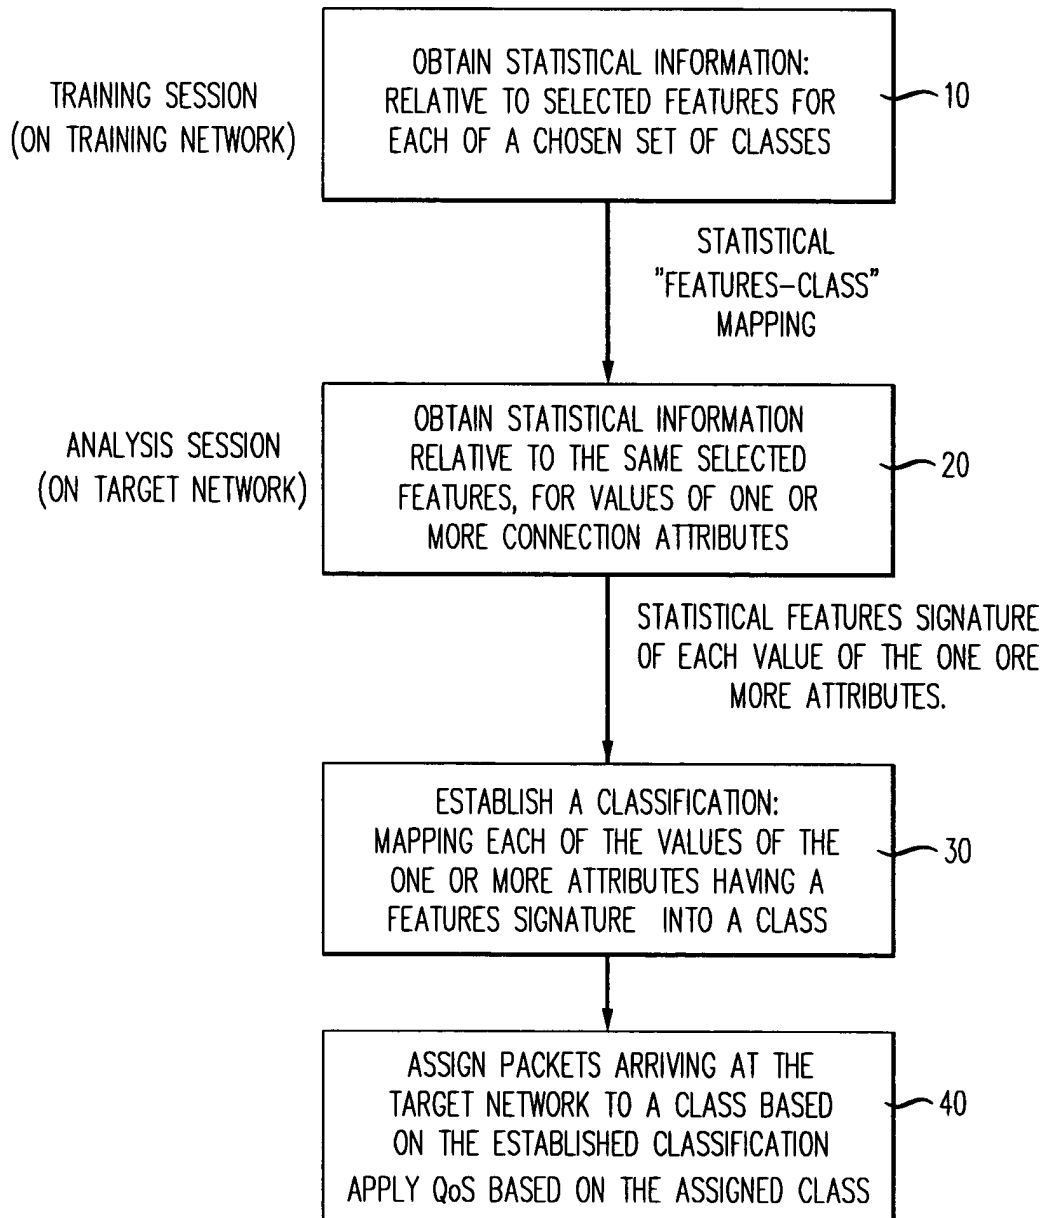 TRAINING SESSION
(ON TRAINING NETWORK)
OBTAIN STATISTICAL INFORMATION:
RELATIVE TO SELECTED FEATURES FOR
EACH OF A CHOSEN SET OF CLASSES
10
STATISTICAL
"FEATURES-CLASS"
MAPPING
ANALYSIS SESSION
(ON TARGET NETWORK)
OBTAIN STATISTICAL INFORMATION
RELATIVE TO THE SAME SELECTED
FEATURES, FOR VALUES OF ONE OR
MORE CONNECTION ATTRIBUTES
20
STATISTICAL FEATURES SIGNATURE
OF EACH VALUE OF THE ONE ORE
MORE ATTRIBUTES.
ESTABLISH A CLASSIFICATION:
MAPPING EACH OF THE VALUES OF THE
ONE OR MORE ATTRIBUTES HAVING A
FEATURES SIGNATURE INTO A CLASS
30
ASSIGN PACKETS ARRIVING AT THE
TARGET NETWORK TO A CLASS BASED
ON THE ESTABLISHED CLASSIFICATION
APPLY QoS BASED ON THE ASSIGNED CLASS
40